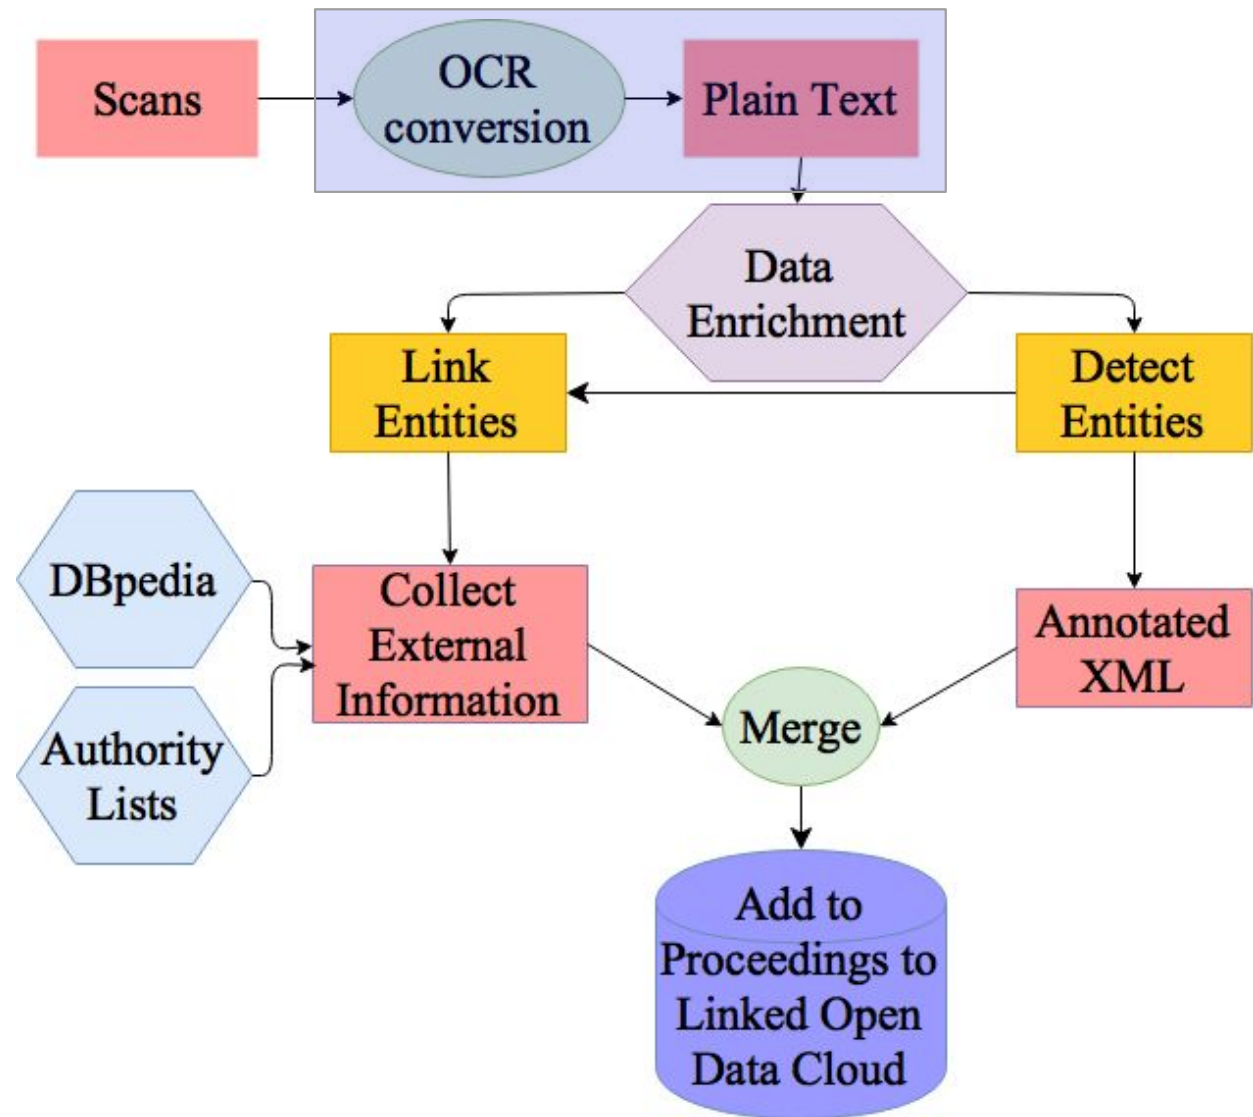 Scans
OCR
conversion
Plain Text
Data
Enrichment
Link
Entities
Detect
Entities
DBpedia
Collect
External
Information
Annotated
XML
Authority
Lists
Merge
Add to
Proceedings to
Linked Open
Data Cloud